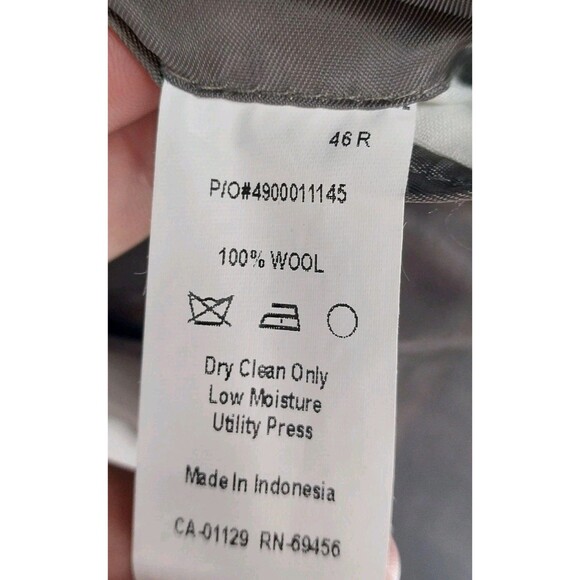 46 R
P/O#4900011145
100% WOOL
Dry Clean Only
Low Moisture
Utility Press
Made In Indonesia
CA-01129 RN-69456